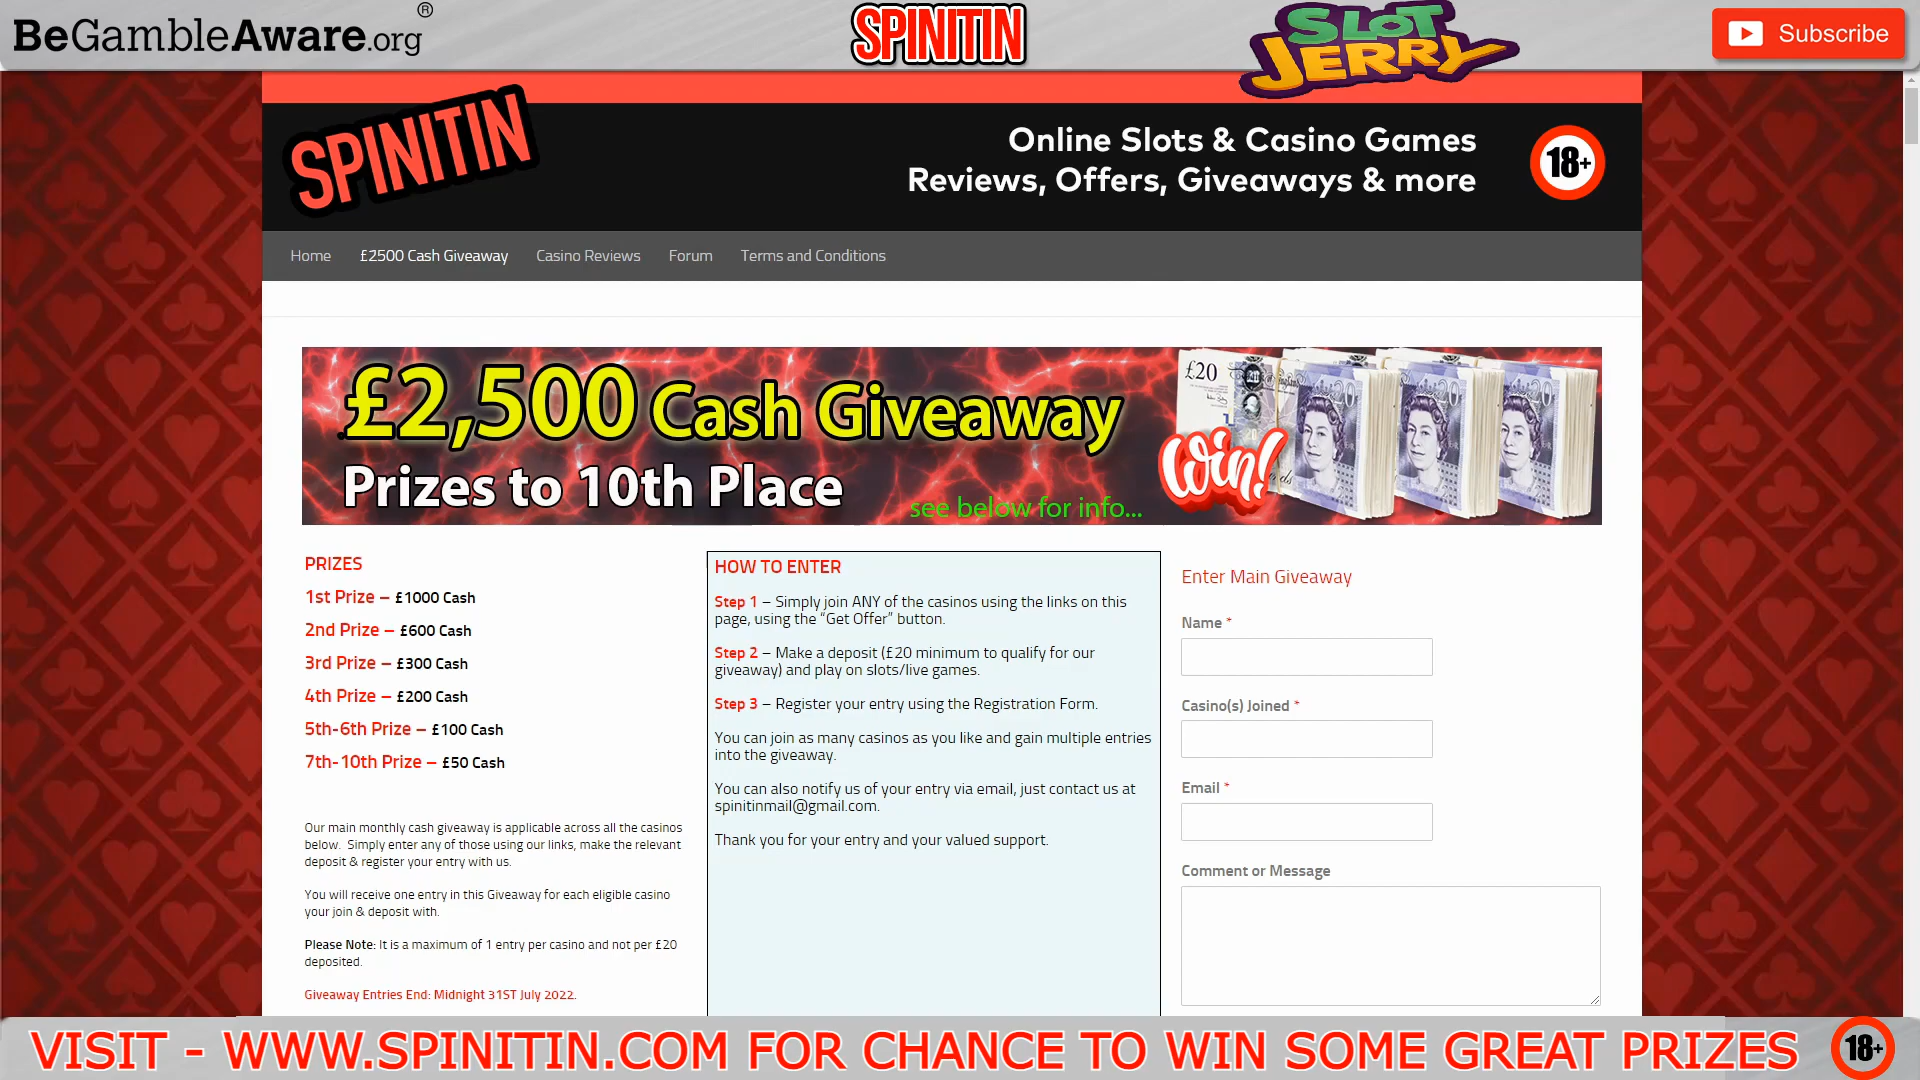 BeGambleAware.org®
SPINITIN
SLOT
JERRY
Subscribe
SPINITIN
Online Slots & Casino Games
Reviews, Offers, Giveaways & more
18+
Home
£2500 Cash Giveaway
Casino Reviews
Forum
Terms and Conditions
£2,500 Cash Giveaway
Prizes to 10th Place
see below for info...
Win!
£20
PRIZES
1st Prize – £1000 Cash
2nd Prize – £600 Cash
3rd Prize – £300 Cash
4th Prize – £200 Cash
5th-6th Prize – £100 Cash
7th-10th Prize – £50 Cash
Our main monthly cash giveaway is applicable across all the casinos
below. Simply enter any of those using our links, make the relevant
deposit & register your entry with us.
You will receive one entry in this Giveaway for each eligible casino
your join & deposit with.
Please Note: It is a maximum of 1 entry per casino and not per £20
deposited.
Giveaway Entries End: Midnight 31ST July 2022.
HOW TO ENTER
Step 1 – Simply join ANY of the casinos using the links on this
page, using the “Get Offer” button.
Step 2 – Make a deposit (£20 minimum to qualify for our
giveaway) and play on slots/live games.
Step 3 – Register your entry using the Registration Form.
You can join as many casinos as you like and gain multiple entries
into the giveaway.
You can also notify us of your entry via email, just contact us at
spinitinmail@gmail.com.
Thank you for your entry and your valued support.
Enter Main Giveaway
Name *
Casino(s) Joined *
Email *
Comment or Message
VISIT - WWW.SPINITIN.COM FOR CHANCE TO WIN SOME GREAT PRIZES
18+